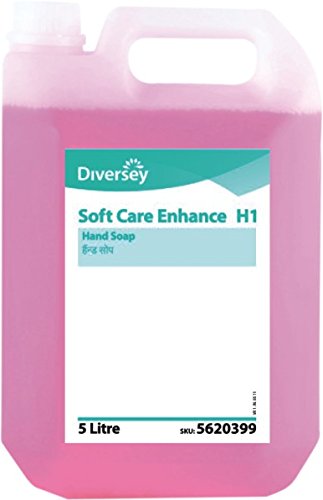 Diversey
Soft Care Enhance H1
Hand Soap
हॅन्ड सोप
5 Litre
SKU: 5620399